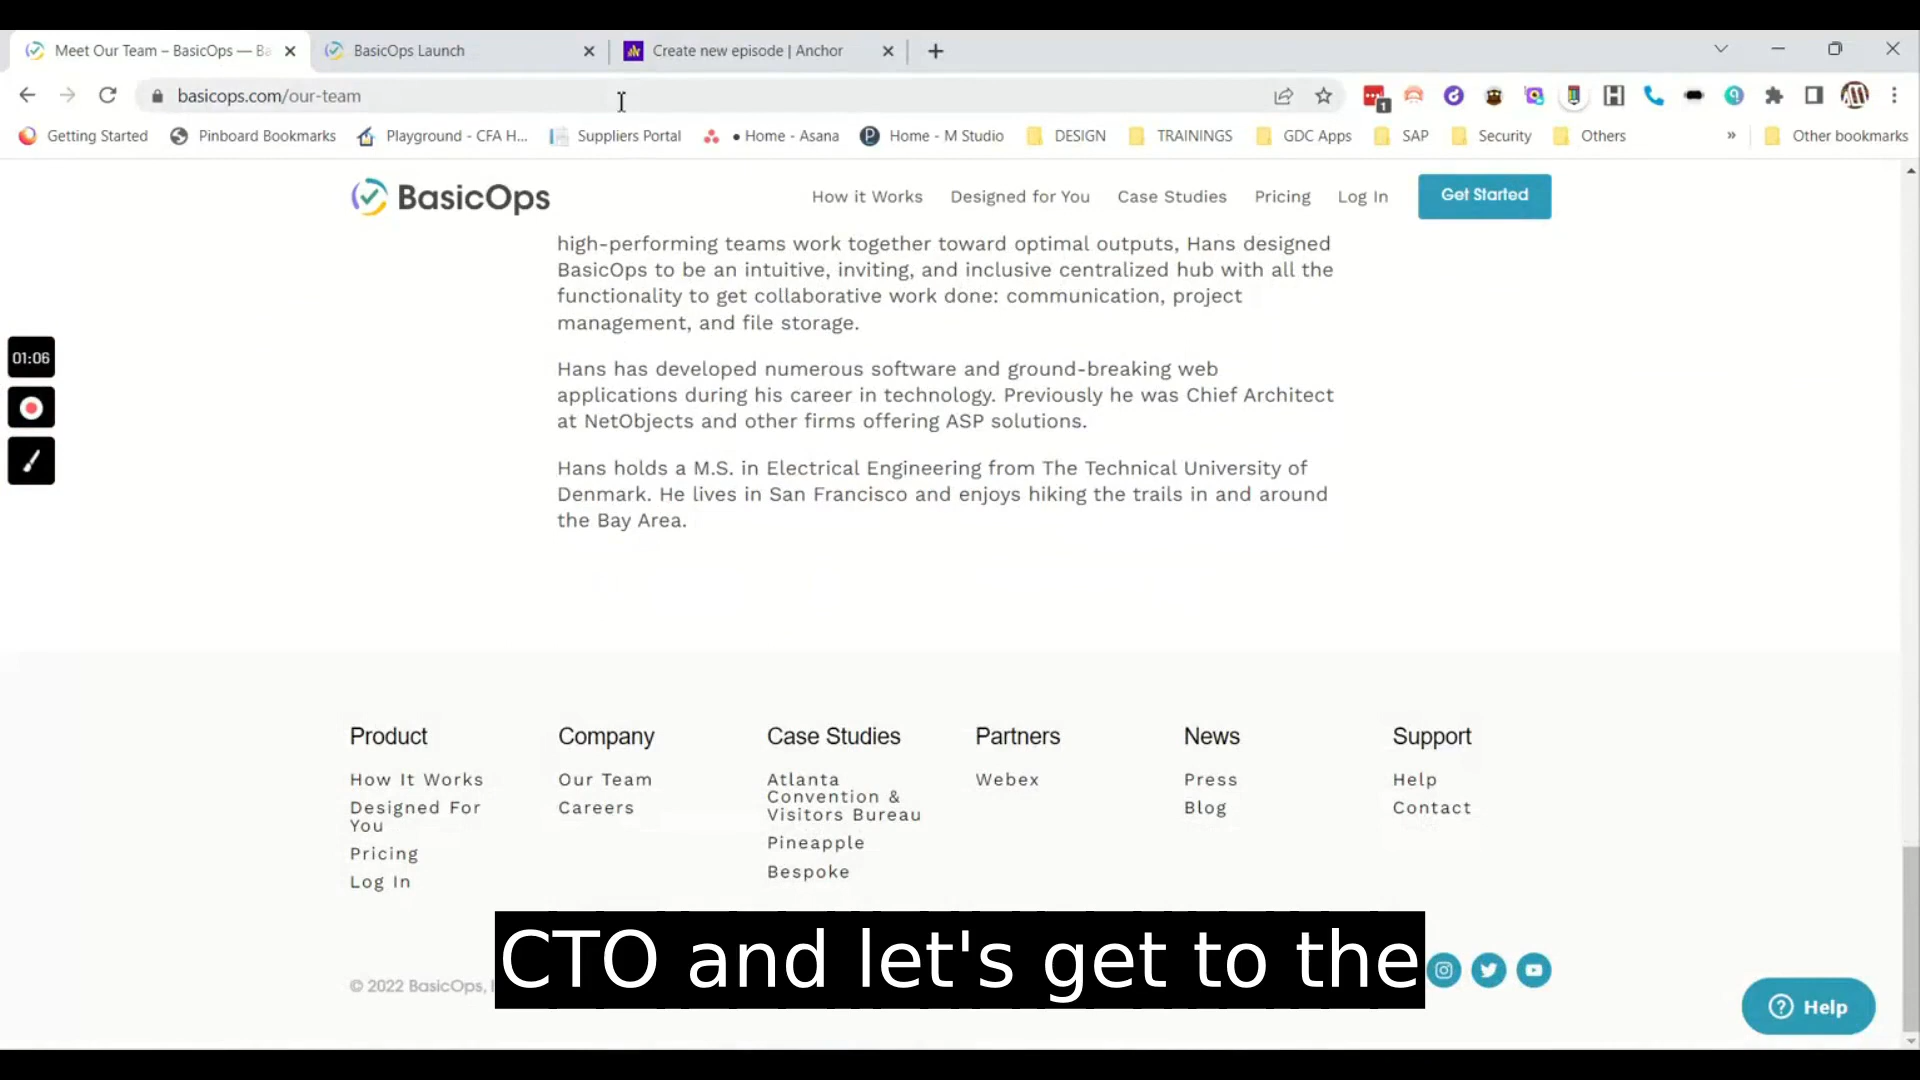 Meet Our Team – BasicOps — Ba
BasicOps Launch
Create new episode | Anchor
basicops.com/our-team
1
Getting Started
Pinboard Bookmarks
Playground - CFA H...
Suppliers Portal
• Home - Asana
Home - M Studio
DESIGN
TRAININGS
GDC Apps
SAP
Security
Others
»
Other bookmarks
BasicOps
How it Works
Designed for You
Case Studies
Pricing
Log In
Get Started
high-performing teams work together toward optimal outputs, Hans designed
BasicOps to be an intuitive, inviting, and inclusive centralized hub with all the
functionality to get collaborative work done: communication, project
management, and file storage.
Hans has developed numerous software and ground-breaking web
applications during his career in technology. Previously he was Chief Architect
at NetObjects and other firms offering ASP solutions.
Hans holds a M.S. in Electrical Engineering from The Technical University of
Denmark. He lives in San Francisco and enjoys hiking the trails in and around
the Bay Area.
01:06
Product
How It Works
Designed For
You
Pricing
Log In
Company
Our Team
Careers
Case Studies
Atlanta
Convention &
Visitors Bureau
Pineapple
Bespoke
Partners
Webex
News
Press
Blog
Support
Help
Contact
© 2022 BasicOps,
CTO and let's get to the
Help